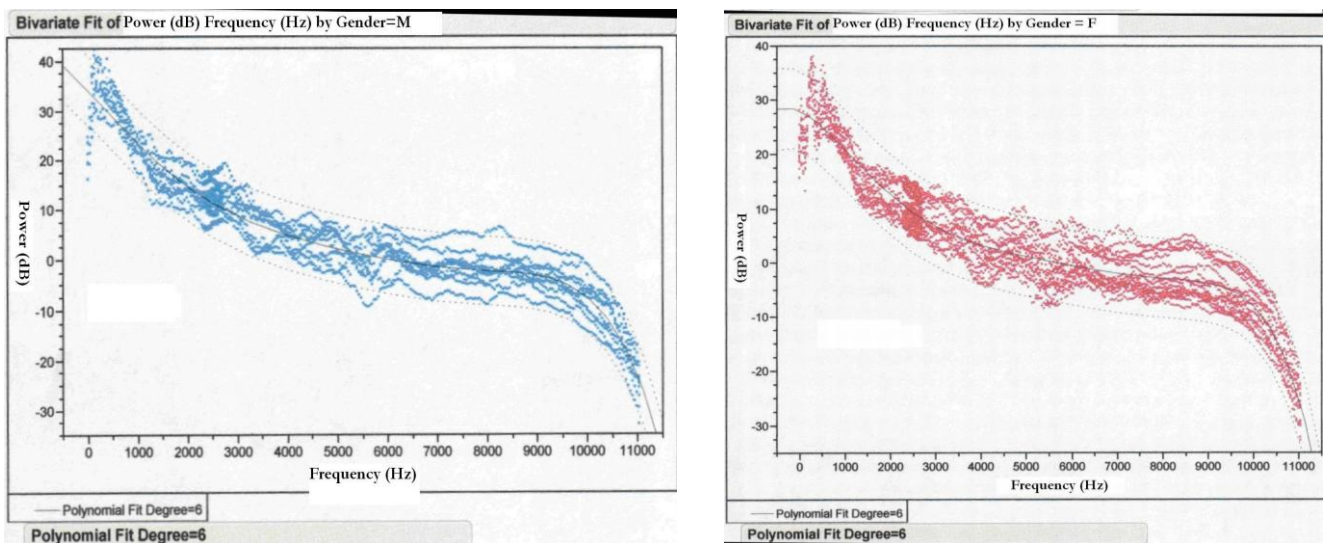 Bivariate Fit of Power (dB) Frequency (Hz) by Gender=M
40
30
20
10
0
-10
-20
-30
Power (dB)
0 1000 2000 3000 4000 5000 6000 7000 8000 9000 10000 11000
Frequency (Hz)
Polynomial Fit Degree=6
Polynomial Fit Degree=6
Bivariate Fit of Power (dB) Frequency (Hz) by Gender = F
40
30
20
10
0
-10
-20
-30
Power (dB)
0 1000 2000 3000 4000 5000 6000 7000 8000 9000 10000 11000
Frequency (Hz)
Polynomial Fit Degree=6
Polynomial Fit Degree=6